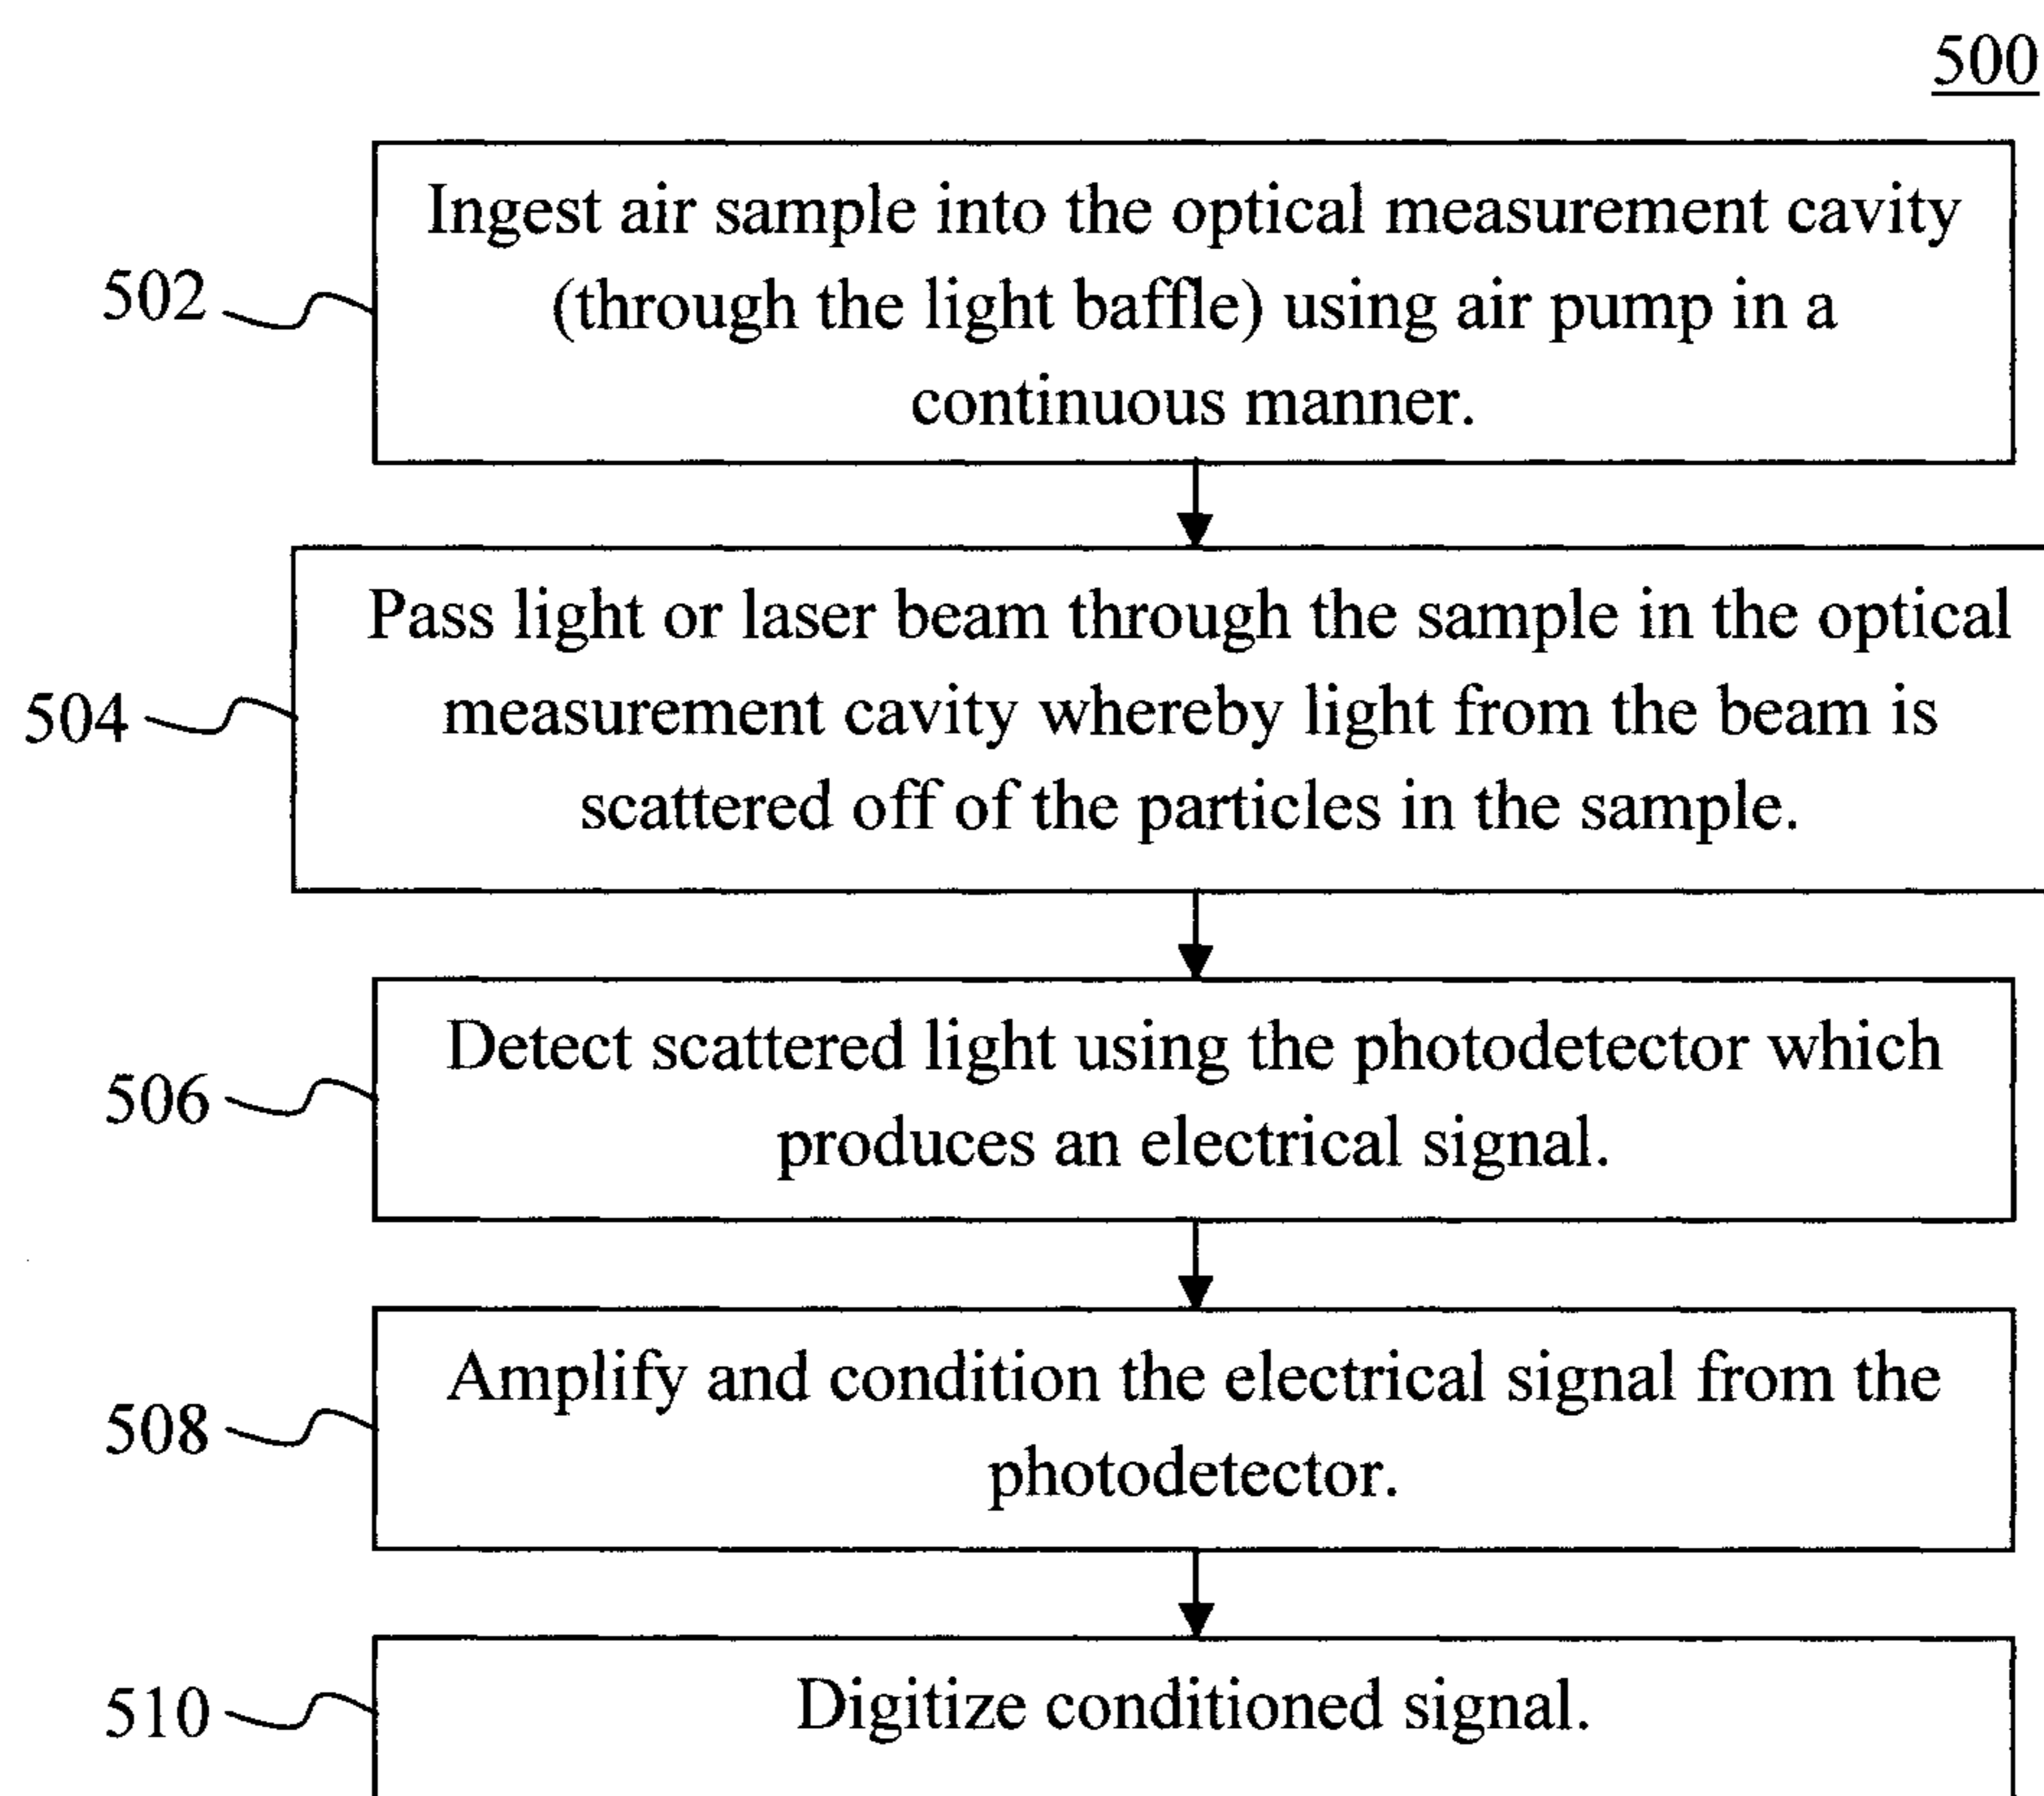 500
Ingest air sample into the optical measurement cavity
(through the light baffle) using air pump in a
continuous manner.
502
Pass light or laser beam through the sample in the optical
measurement cavity whereby light from the beam is
scattered off of the particles in the sample.
504
Detect scattered light using the photodetector which
produces an electrical signal.
506
Amplify and condition the electrical signal from the
photodetector.
508
Digitize conditioned signal.
510